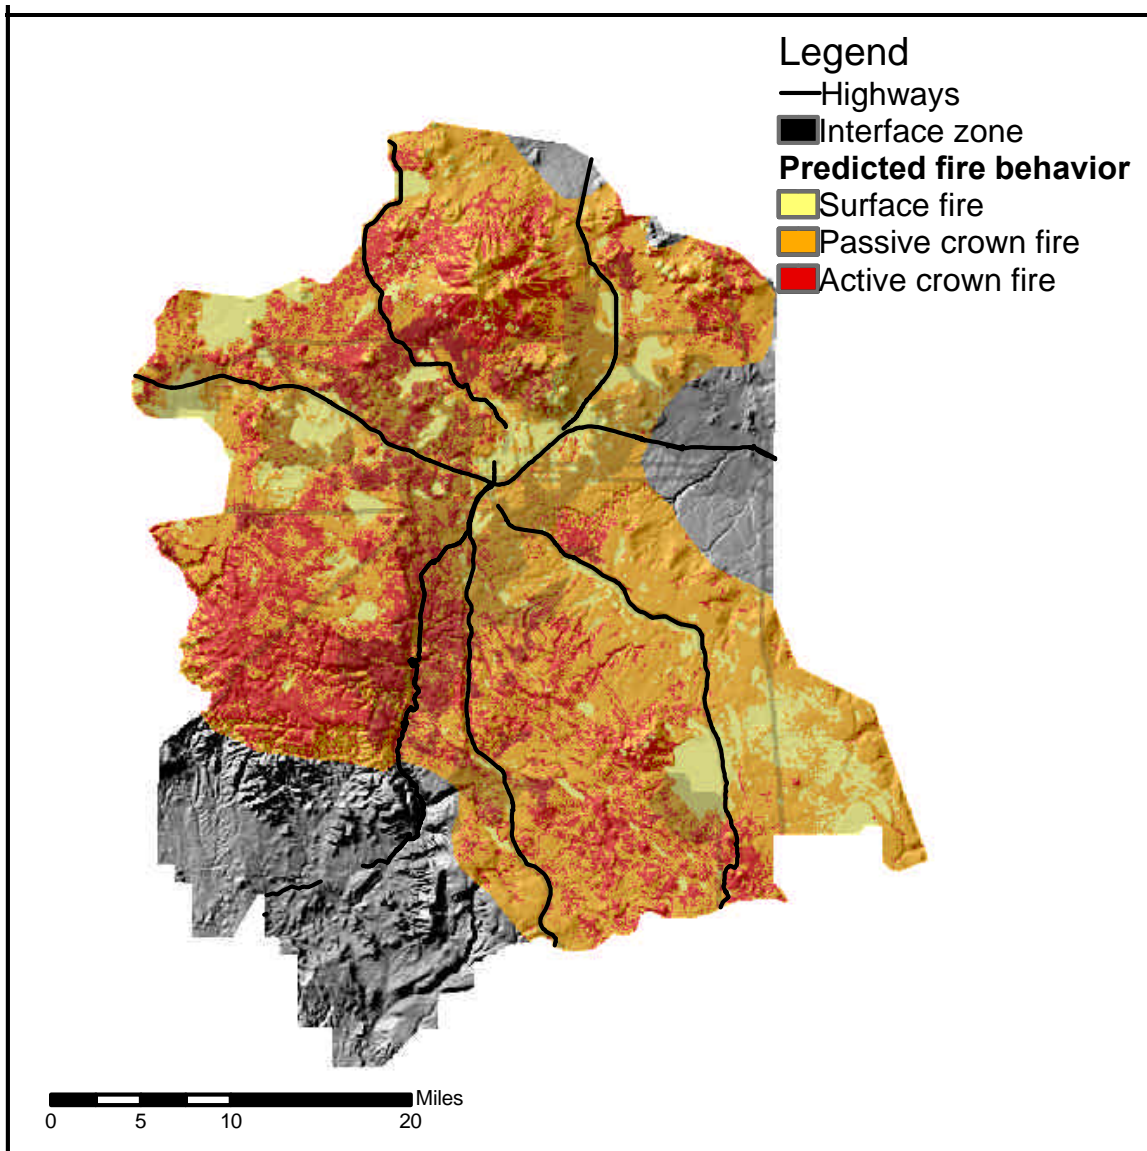 Legend
Highways
Interface zone
Predicted fire behavior
Surface fire
Passive crown fire
Active crown fire
Miles
0 5 10 20